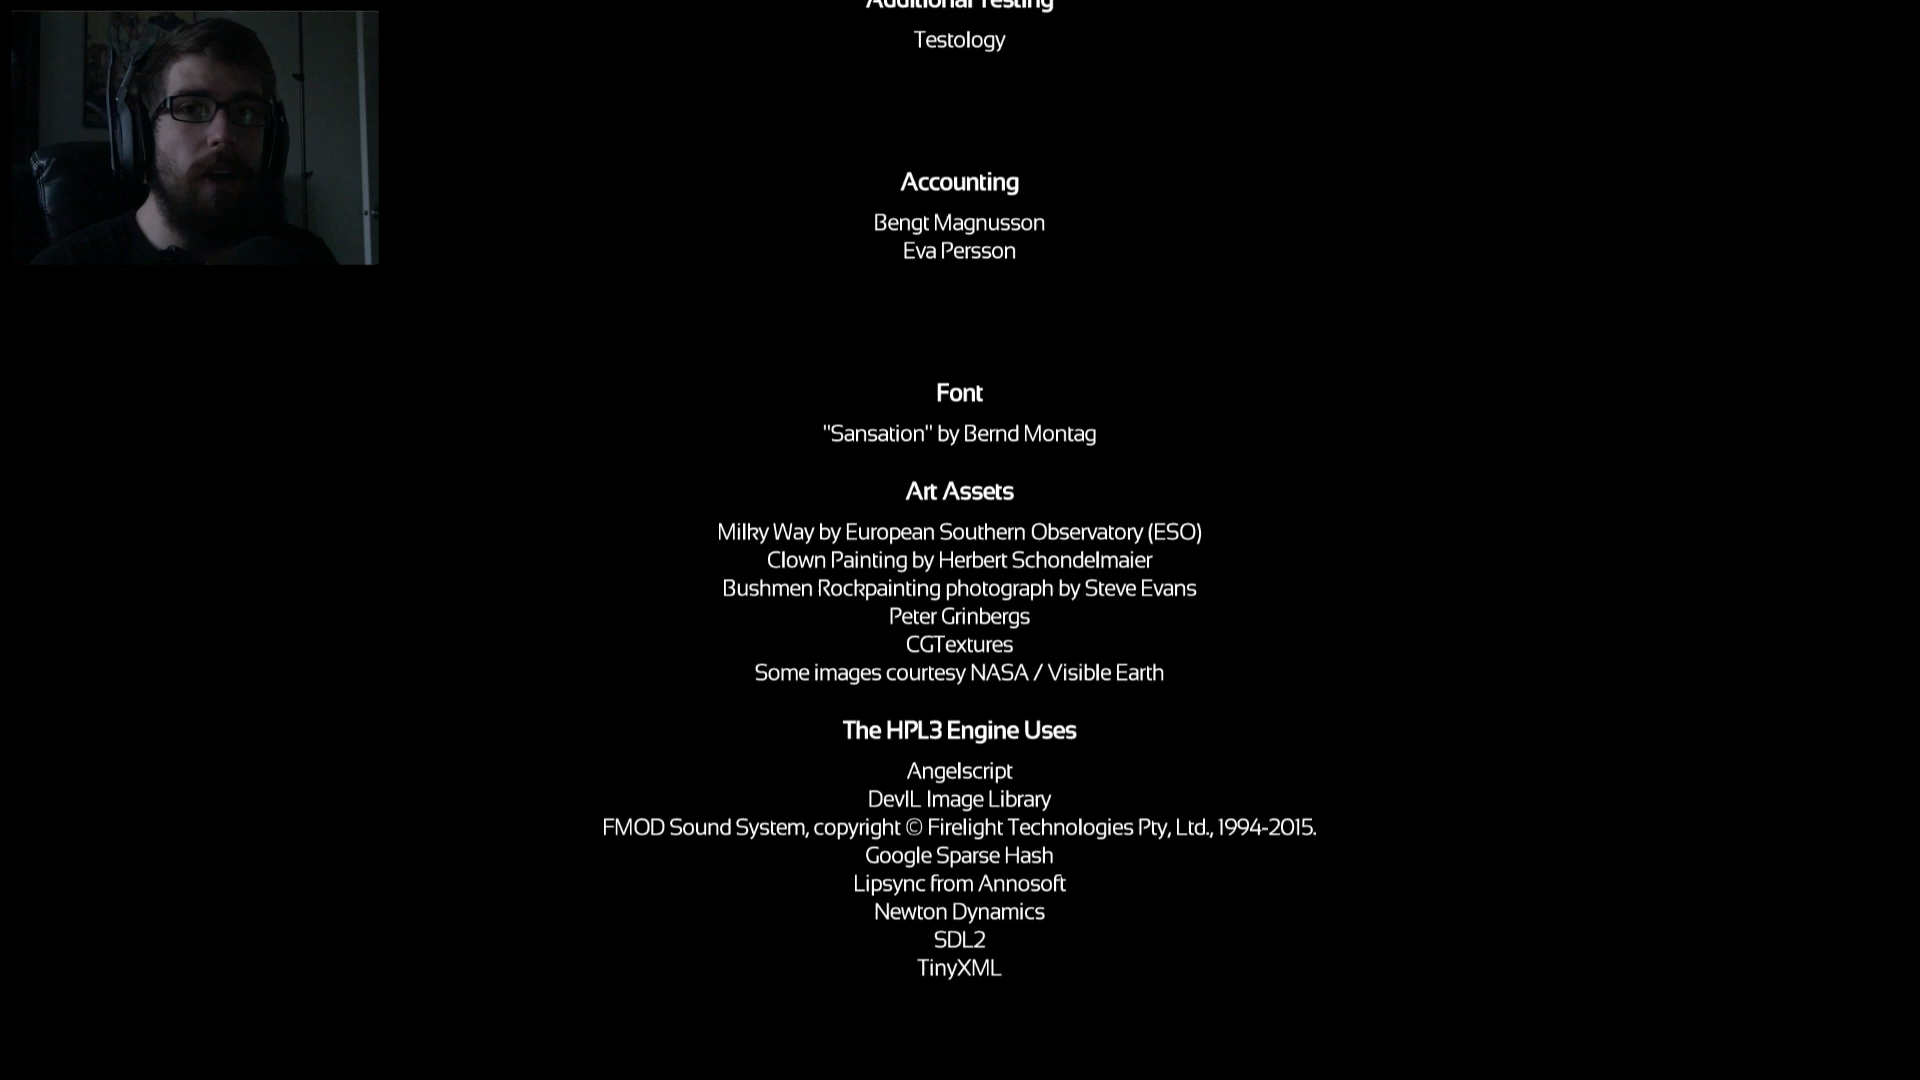 Additional Testing
Testology
Accounting
Bengt Magnusson
Eva Persson
Font
"Sansation" by Bernd Montag
Art Assets
Milky Way by European Southern Observatory (ESO)
Clown Painting by Herbert Schondelmaier
Bushmen Rockpainting photograph by Steve Evans
Peter Grinbergs
CGTextures
Some images courtesy NASA / Visible Earth
The HPL3 Engine Uses
Angelscript
DevIL Image Library
FMOD Sound System, copyright © Firelight Technologies Pty, Ltd., 1994-2015.
Google Sparse Hash
Lipsync from Annosoft
Newton Dynamics
SDL2
TinyXML